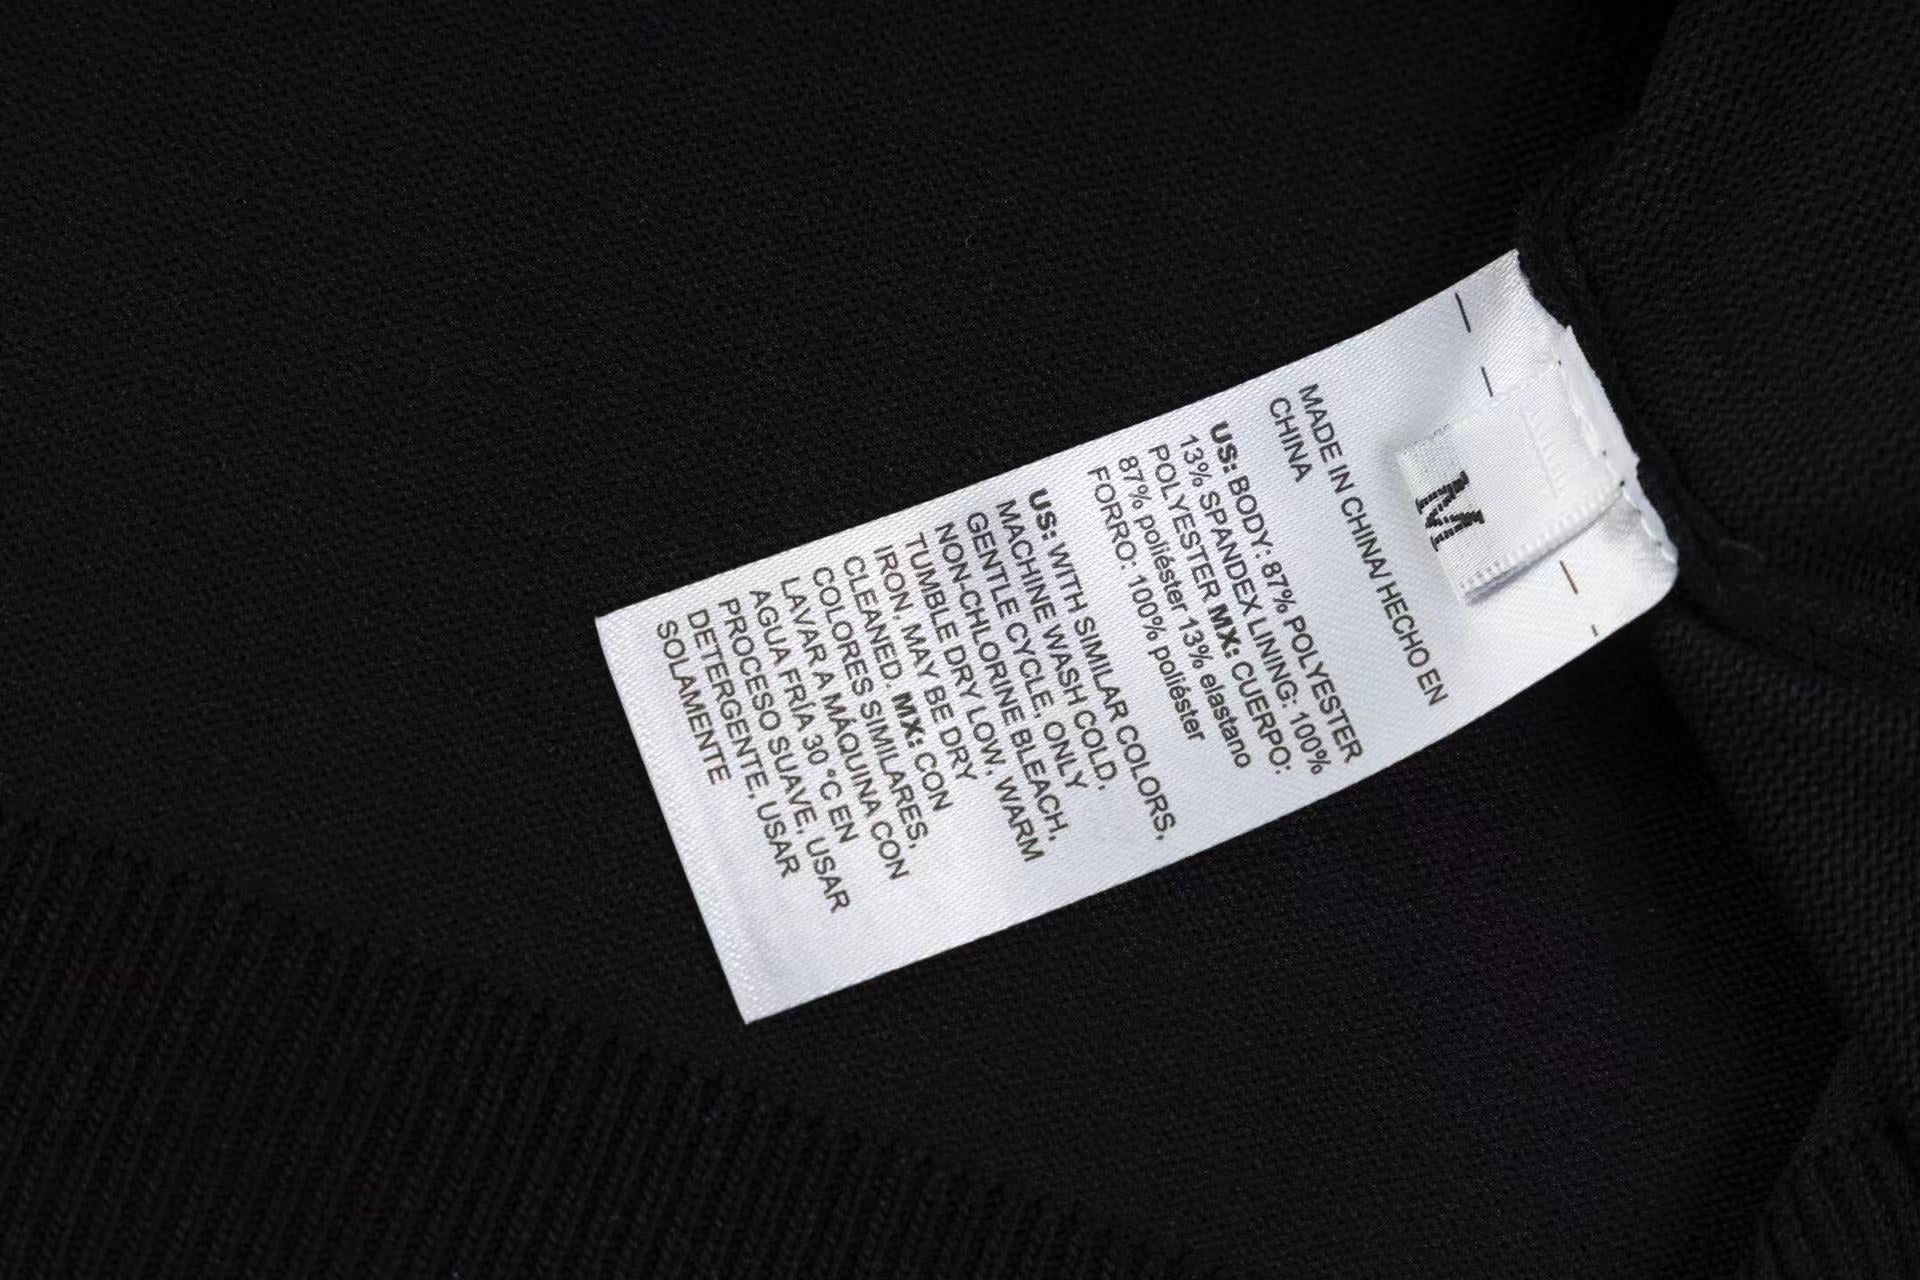 M
MADE IN CHINA/ HECHO EN
CHINA
US: BODY: 87% POLYESTER
13% SPANDEX LINING: 100%
POLYESTER MX: CUERPO:
87% poliéster 13% elastano
FORRO: 100% poliéster
US: WITH SIMILAR COLORS,
MACHINE WASH COLD,
GENTLE CYCLE, ONLY
NON-CHLORINE BLEACH,
TUMBLE DRY LOW, WARM
IRON, MAY BE DRY
CLEANED. MX: CON
COLORES SIMILARES,
LAVAR A MÁQUINA CON
AGUA FRÍA 30 °C EN
PROCESO SUAVE, USAR
DETERGENTE, USAR
SOLAMENTE